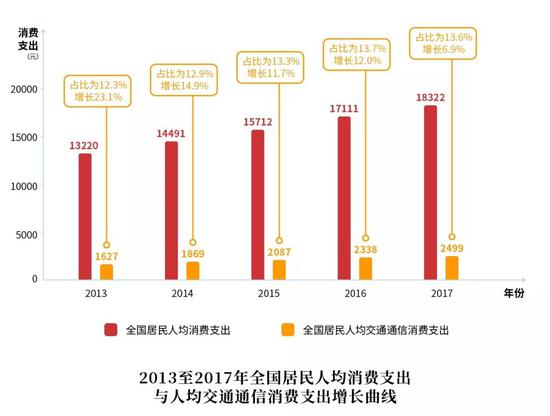 消费
支出
(元)
占比为12.3%
增长23.1%
占比为12.9%
增长14.9%
占比为13.3%
增长11.7%
占比为13.7%
增长12.0%
占比为13.6%
增长6.9%
20000
15000
10000
5000
0
13220
1627
14491
1869
15712
2087
17111
2338
18322
2499
2013
2014
2015
2016
2017
年份
全国居民人均消费支出
全国居民人均交通通信消费支出
2013至2017年全国居民人均消费支出
与人均交通通信消费支出增长曲线